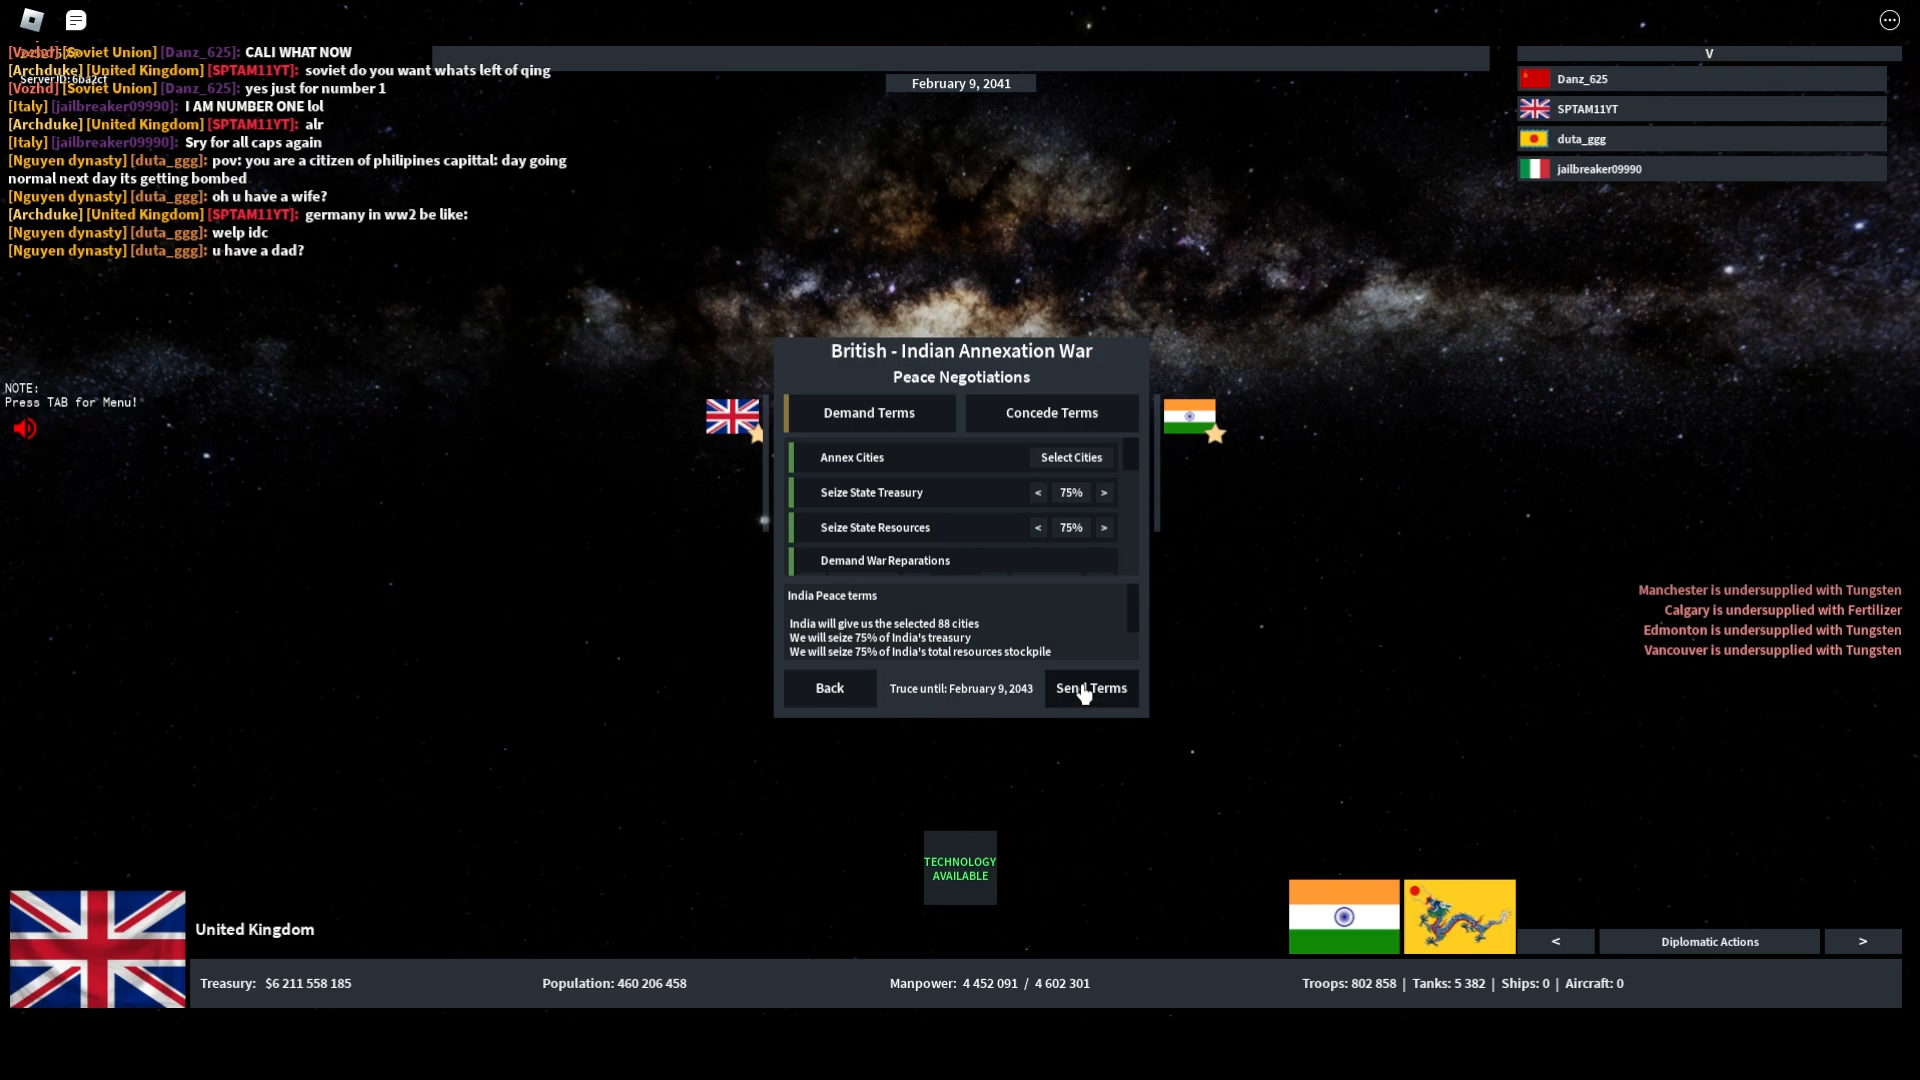 [Vozhd] [Soviet Union] [Danz_625]: CALI WHAT NOW
[Archduke] [United Kingdom] [SPTAM11YT]: soviet do you want whats left of qing
Server ID: 6ba2cf
[Vozhd] [Soviet Union] [Danz_625]: yes just for number 1
[Italy] [jailbreaker09990]: I AM NUMBER ONE lol
[Archduke] [United Kingdom] [SPTAM11YT]: alr
[Italy] [jailbreaker09990]: Sry for all caps again
[Nguyen dynasty] [duta_ggg]: pov: you are a citizen of philipines capittal: day going
normal next day its getting bombed
[Nguyen dynasty] [duta_ggg]: oh u have a wife?
[Archduke] [United Kingdom] [SPTAM11YT]: germany in ww2 be like:
[Nguyen dynasty] [duta_ggg]: welp idc
[Nguyen dynasty] [duta_ggg]: u have a dad?
February 9, 2041
V
Danz_625
SPTAM11YT
duta_ggg
jailbreaker09990
NOTE:
Press TAB for Menu!
British - Indian Annexation War
Peace Negotiations
Demand Terms
Concede Terms
Annex Cities
Select Cities
Seize State Treasury
< 75% >
Seize State Resources
< 75% >
Demand War Reparations
India Peace terms
India will give us the selected 88 cities
We will seize 75% of India's treasury
We will seize 75% of India's total resources stockpile
Back
Truce until: February 9, 2043
Send Terms
Manchester is undersupplied with Tungsten
Calgary is undersupplied with Fertilizer
Edmonton is undersupplied with Tungsten
Vancouver is undersupplied with Tungsten
TECHNOLOGY
AVAILABLE
United Kingdom
< Diplomatic Actions >
Treasury: $6 211 558 185
Population: 460 206 458
Manpower: 4 452 091 / 4 602 301
Troops: 802 858 | Tanks: 5 382 | Ships: 0 | Aircraft: 0